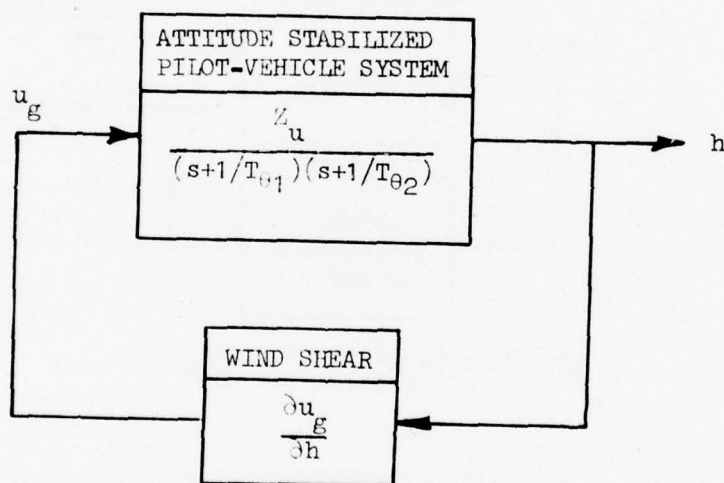 ATTITUDE STABILIZED
PILOT-VEHICLE SYSTEM
u_g
Z_u
(s+1/T_θ1)(s+1/T_θ2)
h
WIND SHEAR
∂u_g
∂h